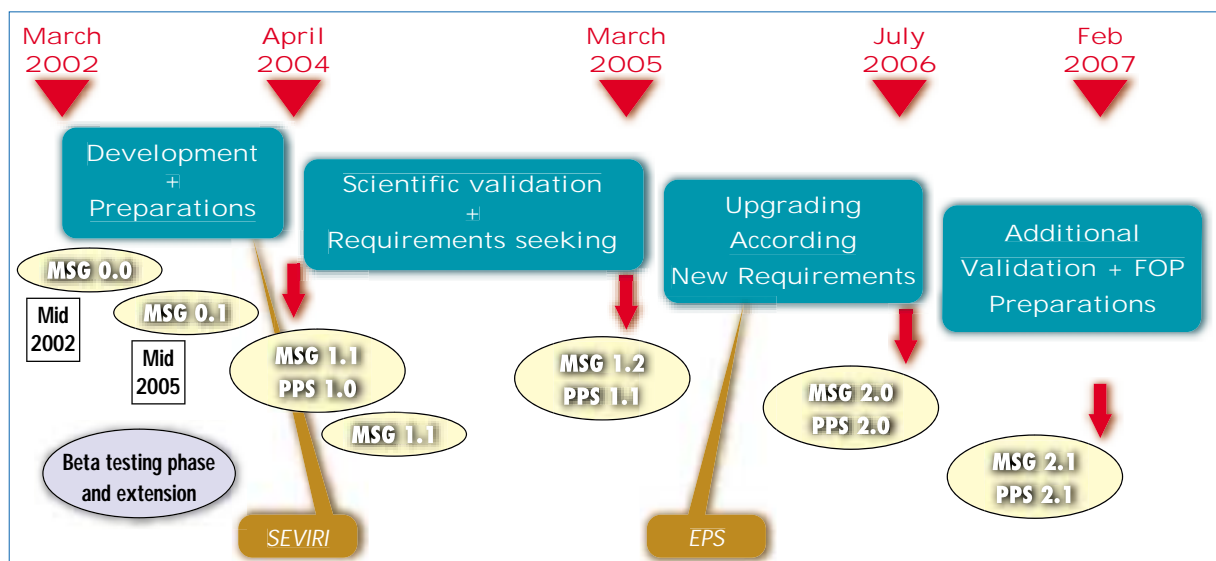 March
2002
April
2004
March
2005
July
2006
Feb
2007
Development
+
Preparations
Scientific validation
+
Requirements seeking
Upgrading
According
New Requirements
Additional
Validation + FOP
Preparations
MSG 0.0
Mid
2002
MSG 0.1
Mid
2005
MSG 1.1
PPS 1.0
MSG 1.1
MSG 1.2
PPS 1.1
MSG 2.0
PPS 2.0
MSG 2.1
PPS 2.1
Beta testing phase
and extension
SEVIRI
EPS